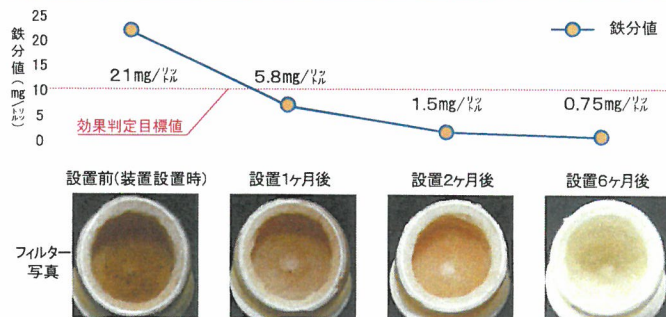 鉄分値(mg/㍑)
25
20
15
10
5
0
鉄分値
21mg/㍑
5.8mg/㍑
1.5mg/㍑
0.75mg/㍑
効果判定目標値
設置前(装置設置時)
設置1ヶ月後
設置2ヶ月後
設置6ヶ月後
フィルター
写真